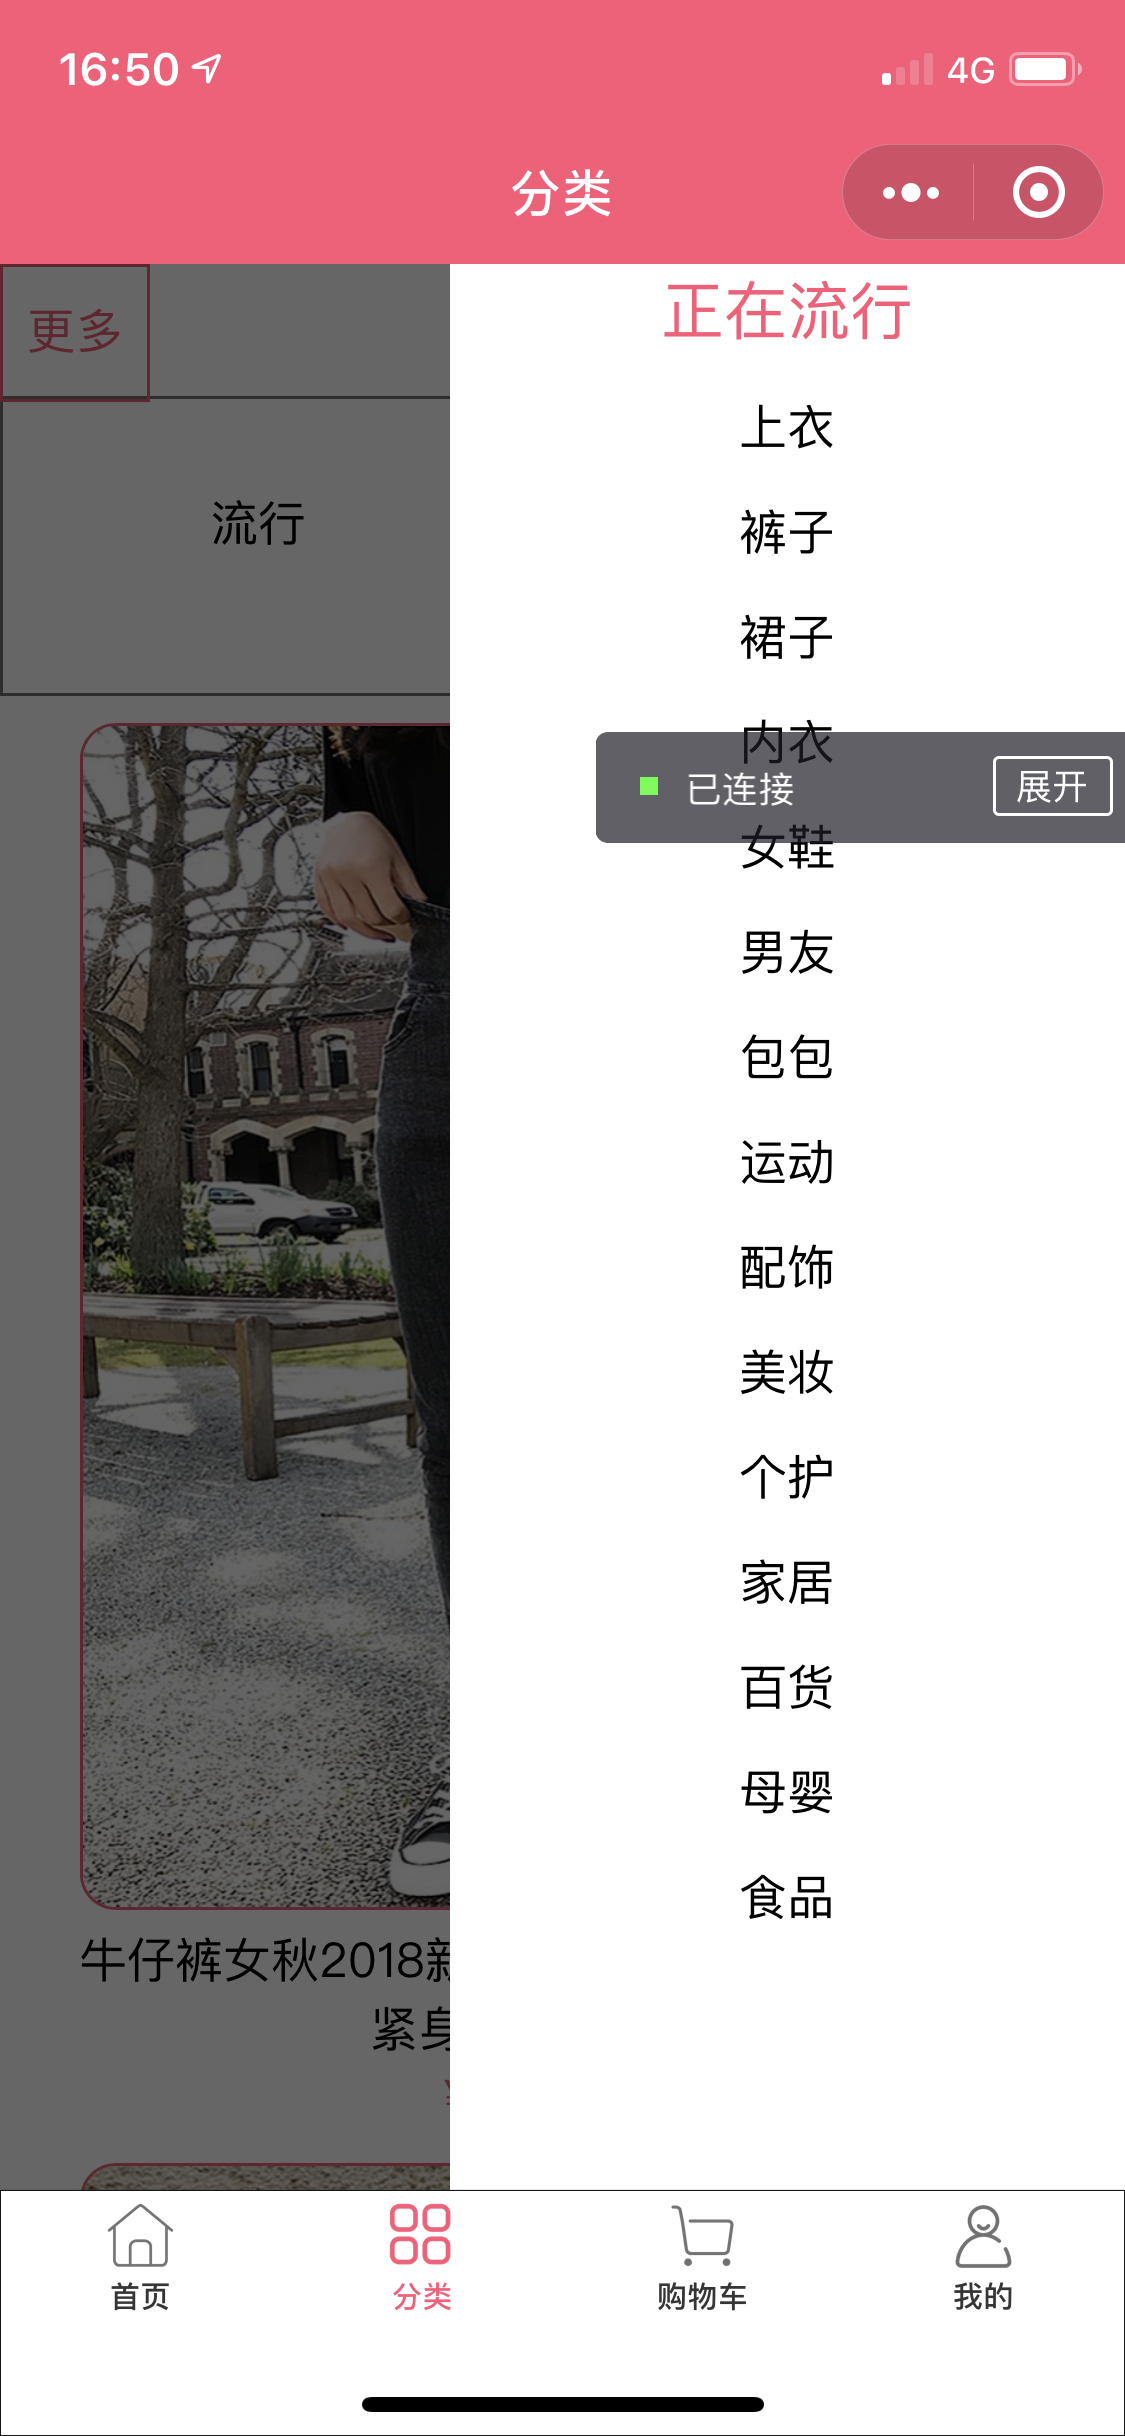 16:50
4G
分类
更多
正在流行
上衣
裤子
流行
裙子
内衣
已连接
展开
女鞋
男友
包包
运动
配饰
美妆
个护
家居
百货
母婴
食品
牛仔裤女秋2018新
紧身
首页
分类
购物车
我的